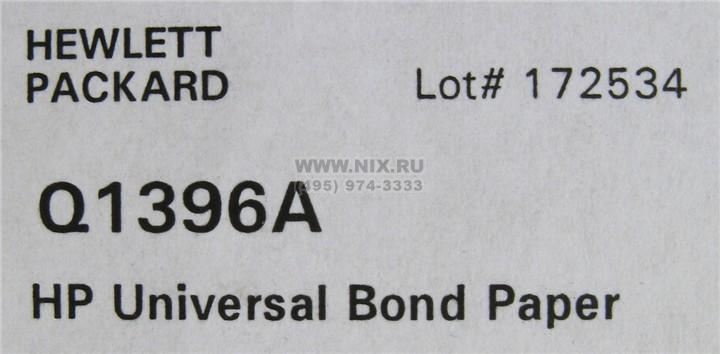 HEWLETT
PACKARD
Lot# 172534
WWW.NIX.RU
(495) 974-3333
Q1396A
HP Universal Bond Paper